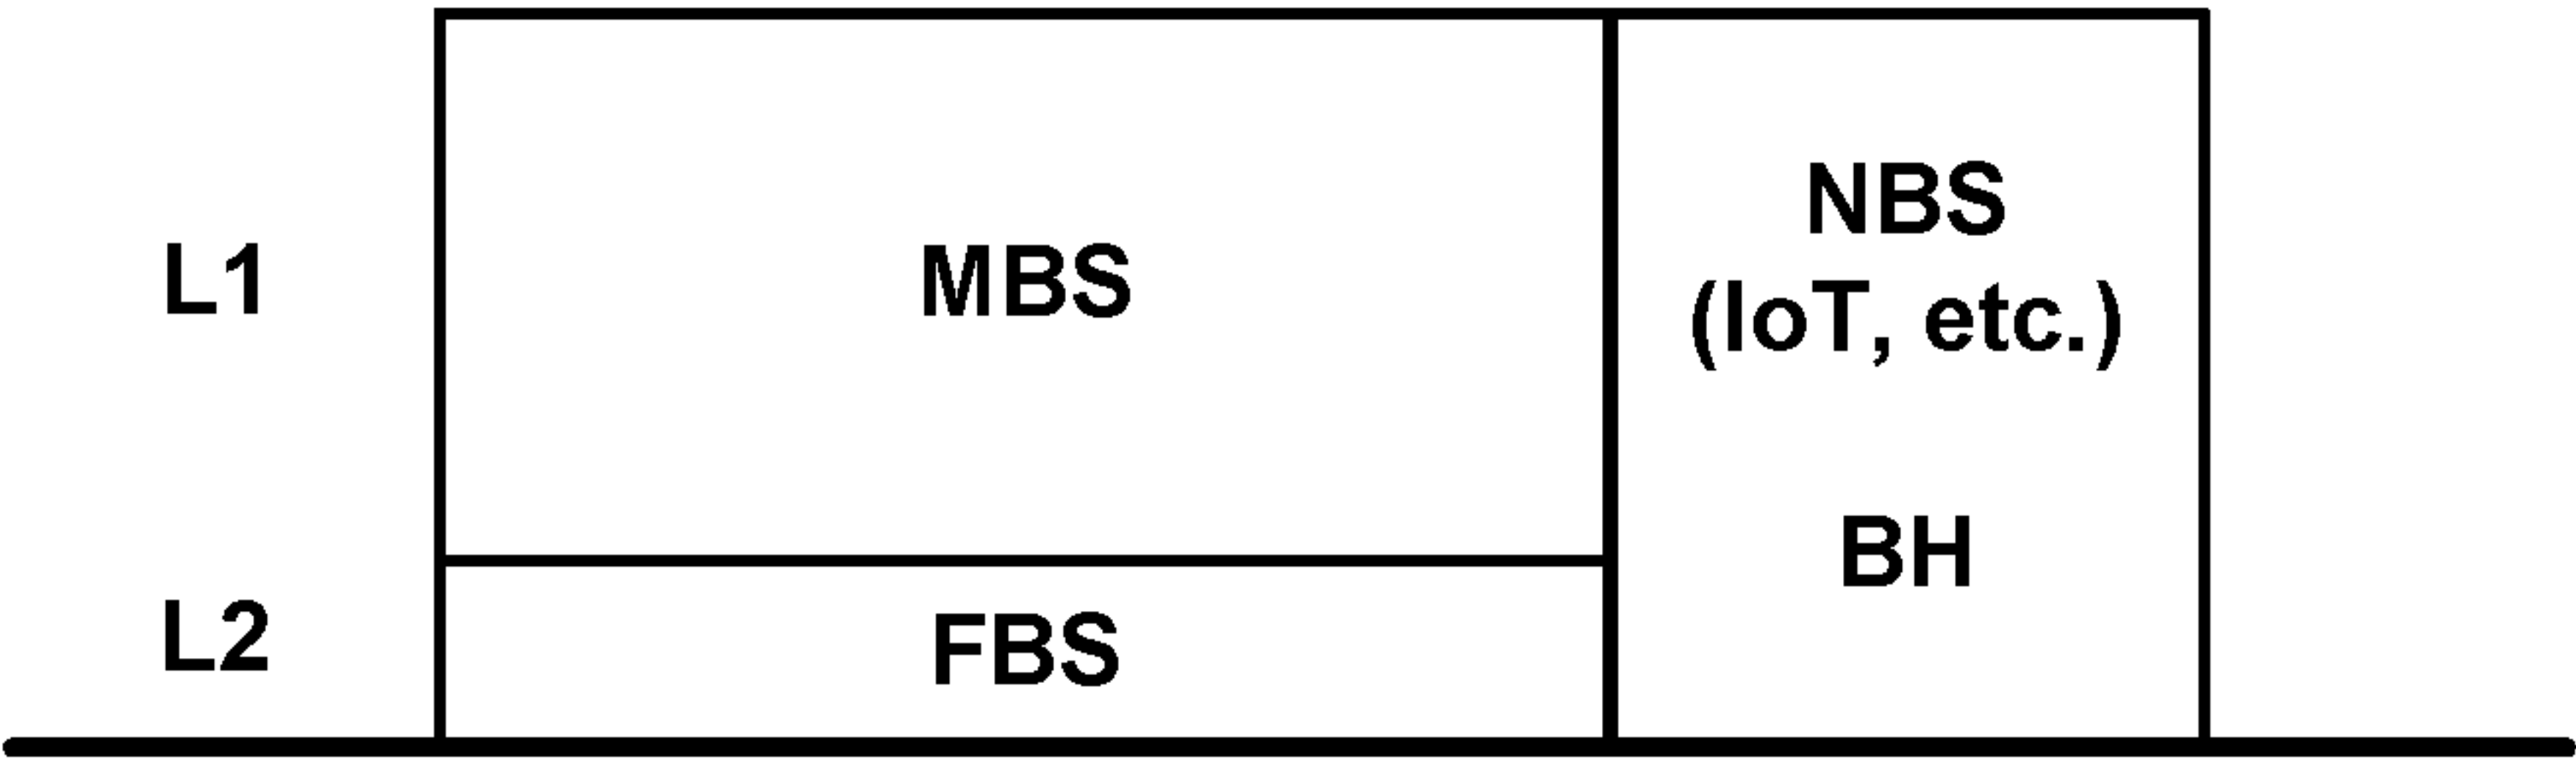 L1
MBS
NBS
(IoT, etc.)
BH
L2
FBS